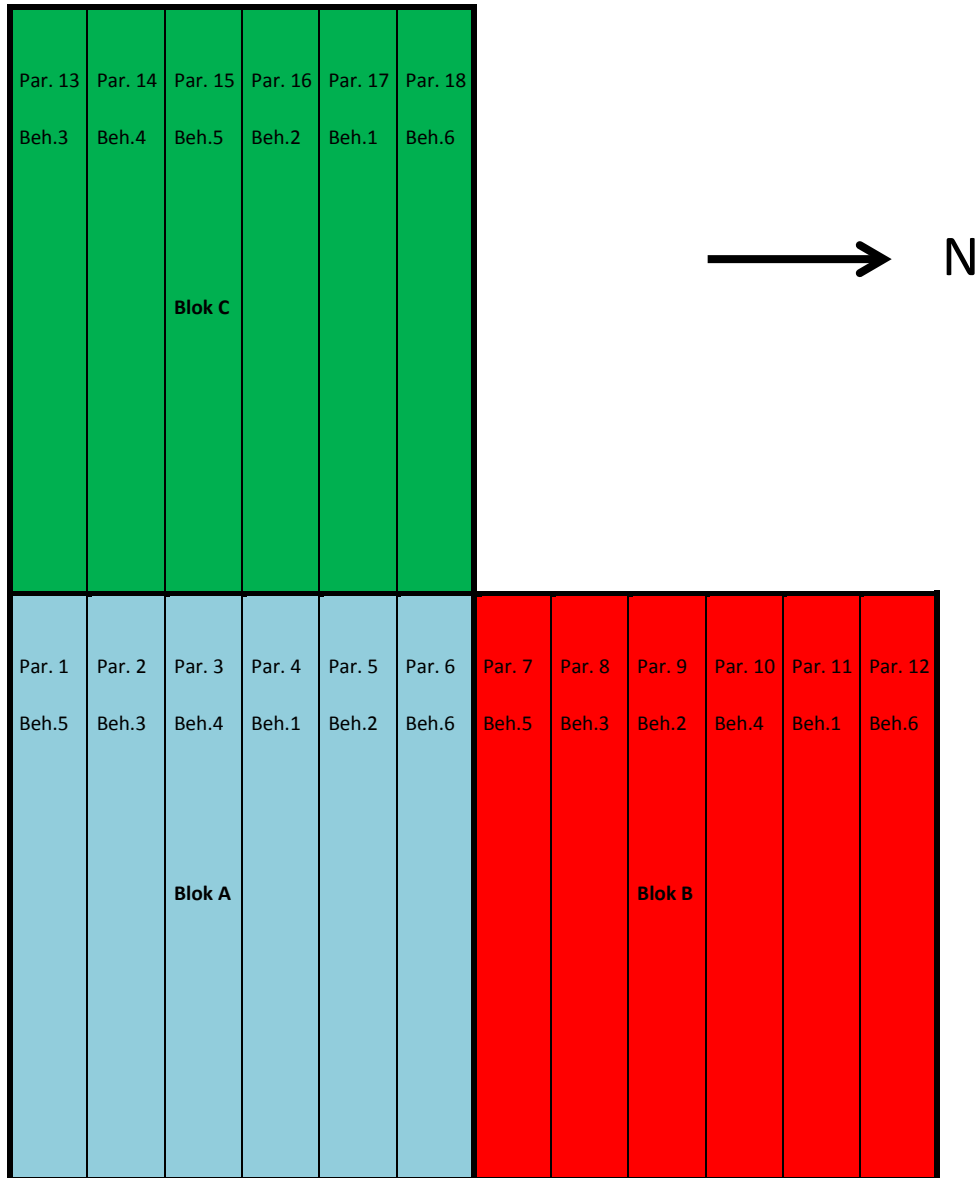 Par. 13 Par. 14 Par. 15 Par. 16 Par. 17 Par. 18
Beh.3 Beh.4 Beh.5 Beh.2 Beh.1 Beh.6
N
Blok C
Par. 1 Par. 2 Par. 3 Par. 4 Par. 5 Par. 6 Par. 7 Par. 8 Par. 9 Par. 10 Par. 11 Par. 12
Beh.5 Beh.3 Beh.4 Beh.1 Beh.2 Beh.6 Beh.5 Beh.3 Beh.2 Beh.4 Beh.1 Beh.6
Blok A Blok B